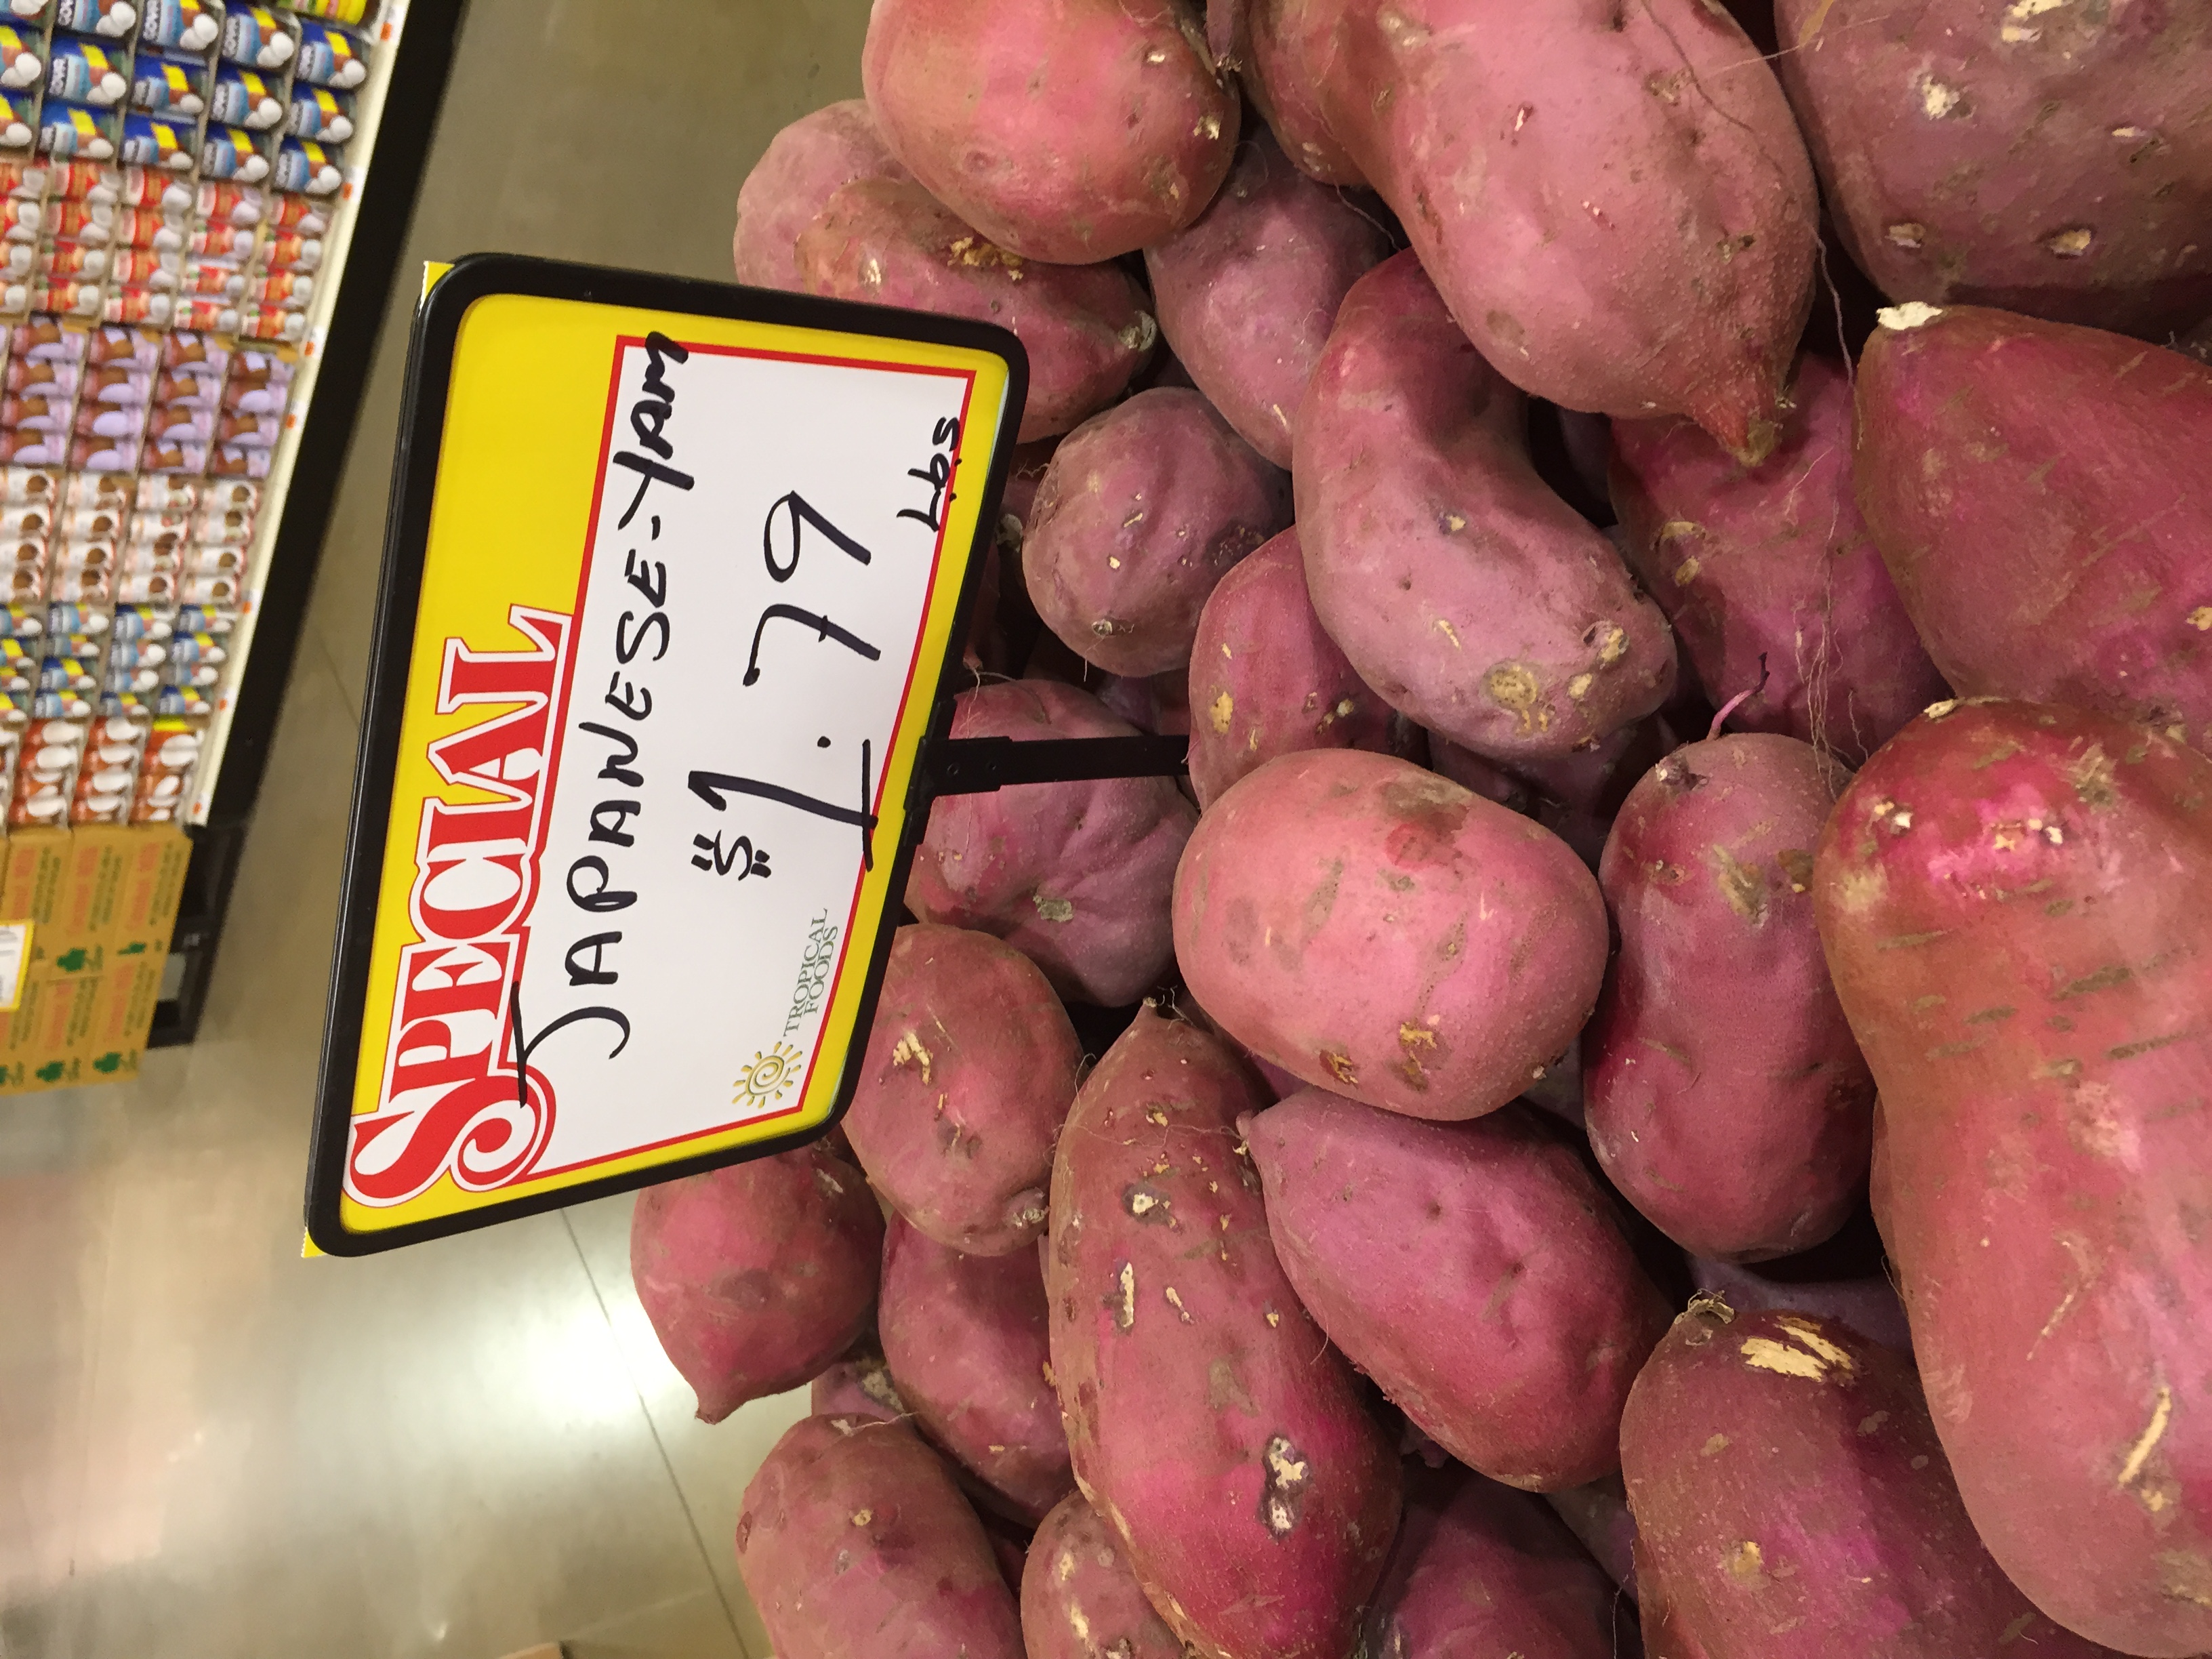 SPECIAL
JAPANESE-YAM
$1.79
Lbs
TROPICAL
FOODS